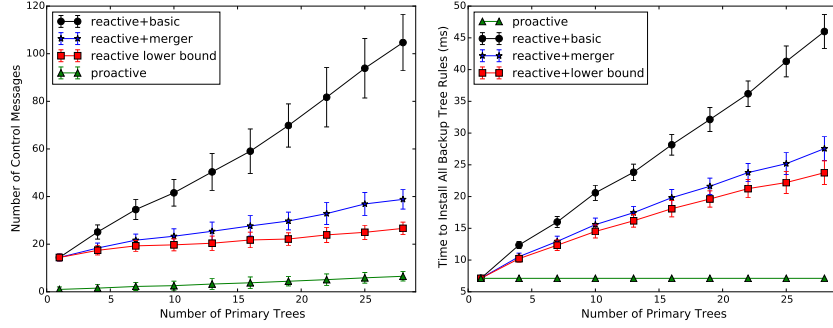 120
100
80
60
40
20
0
0
5
10
15
20
25
Number of Control Messages
Number of Primary Trees
reactive+basic
reactive+merger
reactive lower bound
proactive
50
45
40
35
30
25
20
15
10
5
0
5
10
15
20
25
Time to Install All Backup Tree Rules (ms)
Number of Primary Trees
proactive
reactive+basic
reactive+merger
reactive+lower bound